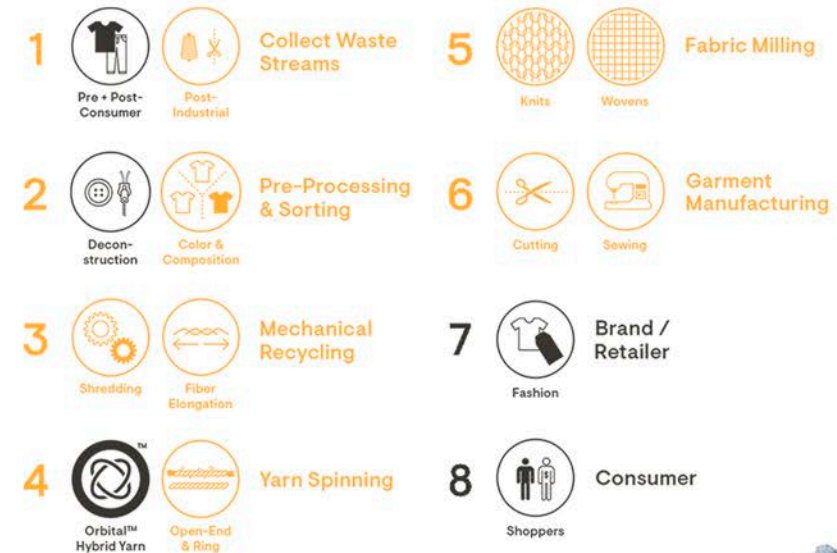 1
Pre + Post-
Consumer
Post-
Industrial
Collect Waste
Streams
2
Decon-
struction
Color &
Composition
Pre-Processing
& Sorting
3
Shredding
Fiber
Elongation
Mechanical
Recycling
4
TM
Orbital™
Hybrid Yarn
Open-End
& Ring
Yarn Spinning
5
Knits
Wovens
Fabric Milling
6
Cutting
Sewing
Garment
Manufacturing
7
Fashion
Brand /
Retailer
8
$
Shoppers
Consumer